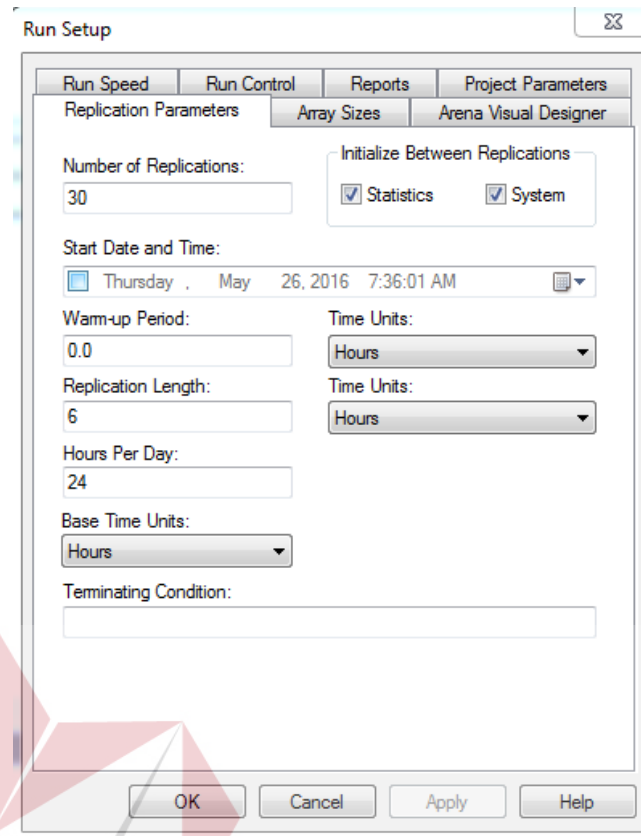 Run Setup
Run Speed Run Control Reports Project Parameters
Replication Parameters Array Sizes Arena Visual Designer
Number of Replications:
30
Initialize Between Replications
Statistics System
Start Date and Time:
Thursday , May 26, 2016 7:36:01 AM
Warm-up Period: Time Units:
0.0 Hours
Replication Length: Time Units:
6 Hours
Hours Per Day:
24
Base Time Units:
Hours
Terminating Condition:
OK Cancel Apply Help